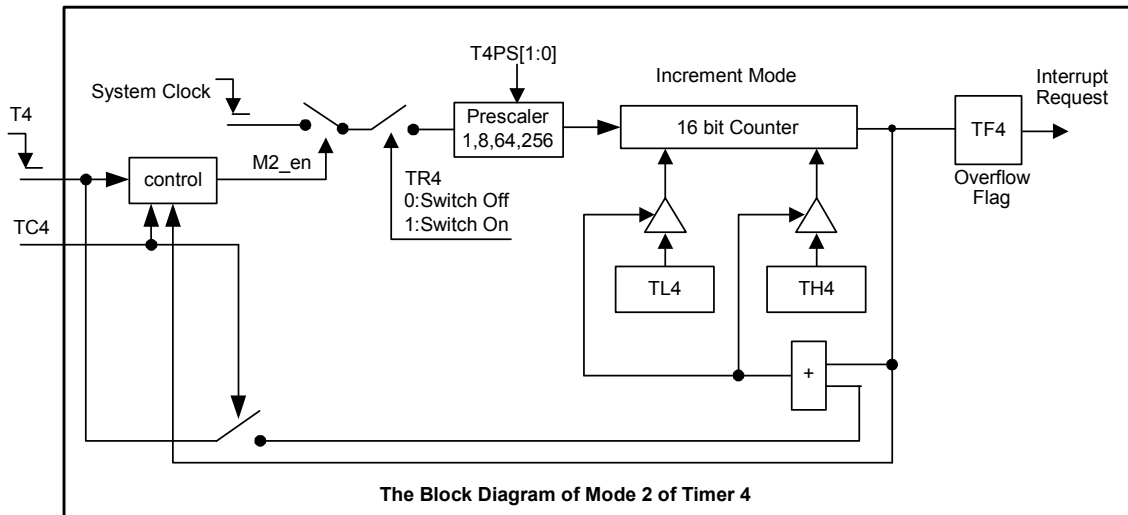 T4PS[1:0]
Increment Mode
Interrupt
Request
System Clock
T4
Prescaler
1,8,64,256
16 bit Counter
TF4
Overflow
Flag
control
M2_en
TR4
0:Switch Off
1:Switch On
TC4
TL4
TH4
+
The Block Diagram of Mode 2 of Timer 4